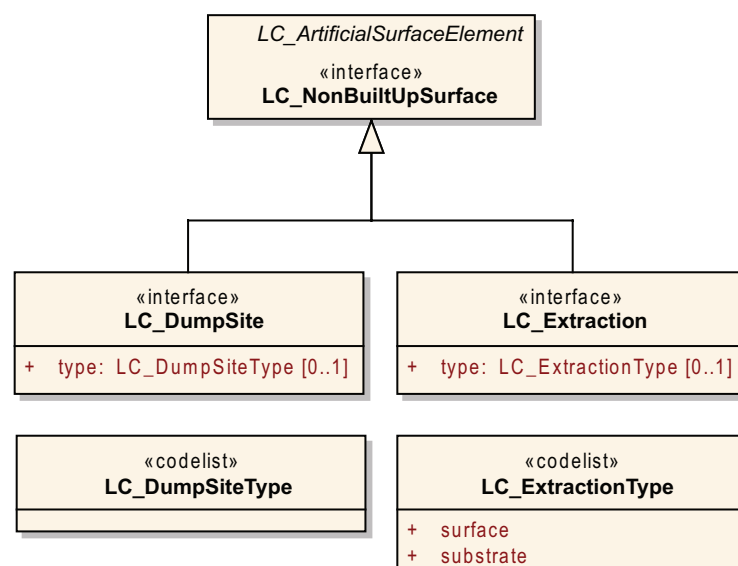 LC_ArtificialSurfaceElement
«interface»
LC_NonBuiltUpSurface
«interface»
LC_DumpSite
+ type: LC_DumpSiteType [0..1]
«interface»
LC_Extraction
+ type: LC_ExtractionType [0..1]
«codelist»
LC_DumpSiteType
«codelist»
LC_ExtractionType
+ surface
+ substrate